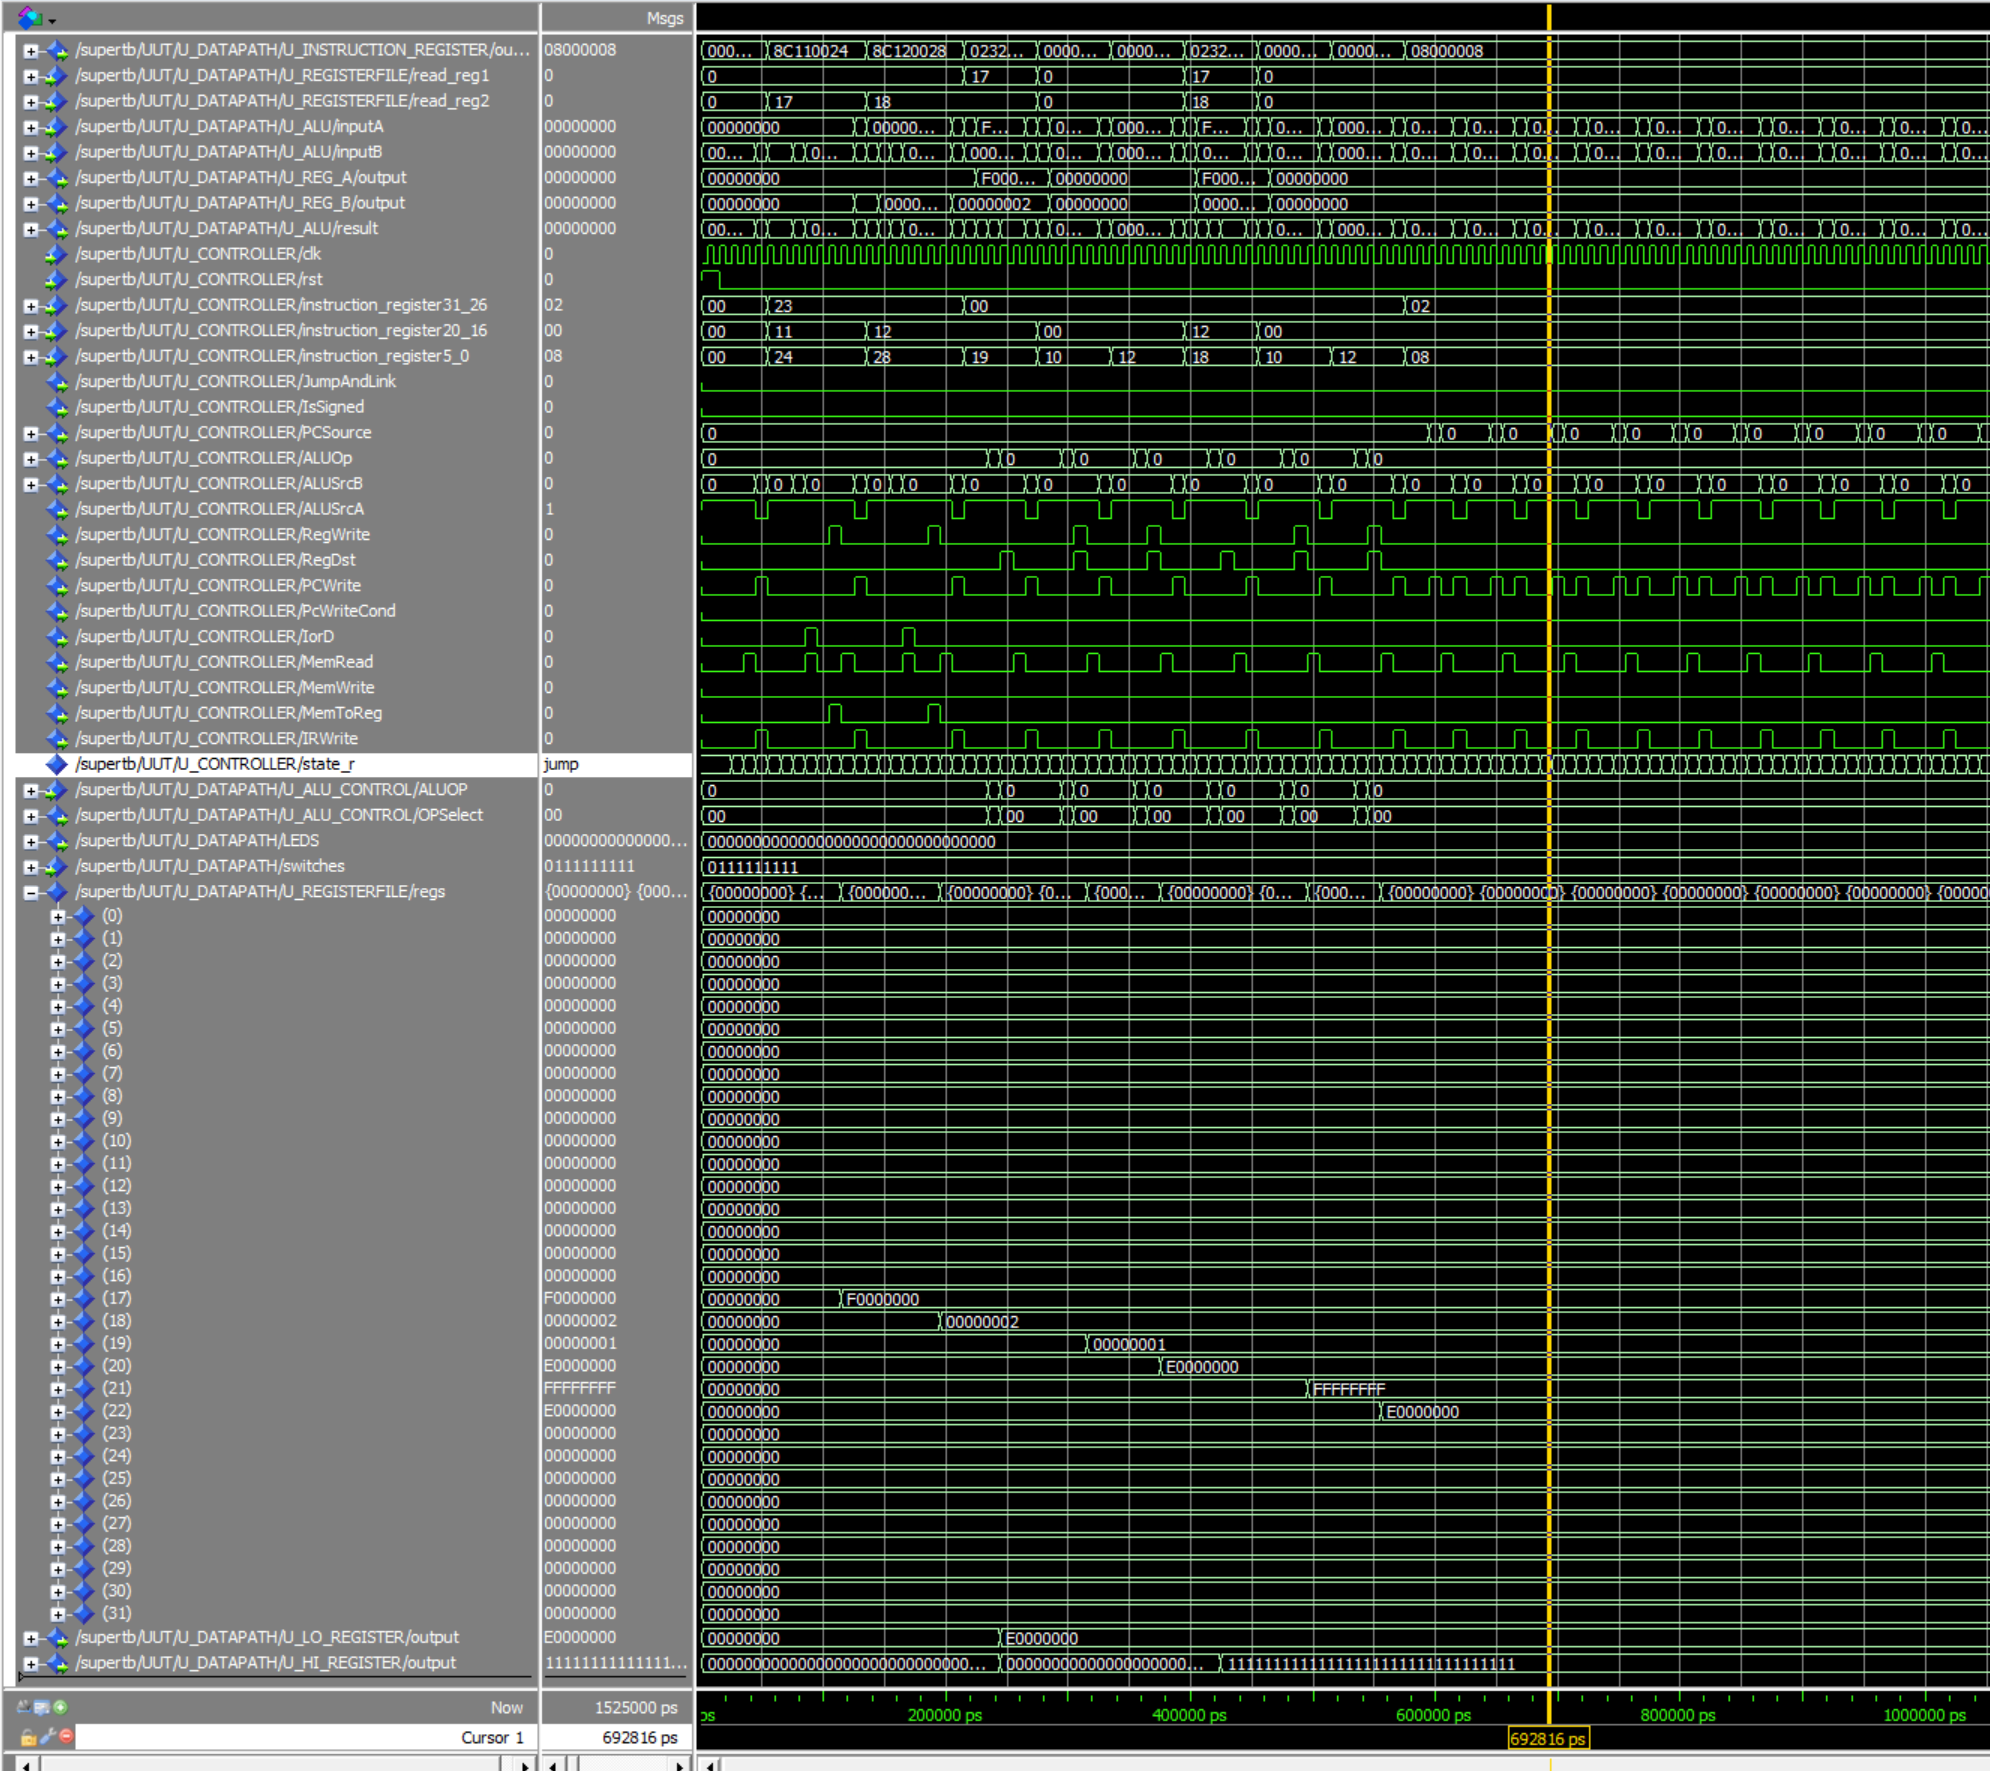 Msgs
/supertb/UUT/U_DATAPATH/U_INSTRUCTION_REGISTER/ou... 08000008 000... 8C110024 8C120028 0232... 0000... 0000... 0232... 0000... 0000... 08000008
/supertb/UUT/U_DATAPATH/U_REGISTERFILE/read_reg1 0 0 17 0 17 0
/supertb/UUT/U_DATAPATH/U_REGISTERFILE/read_reg2 0 0 17 18 0 18 0
/supertb/UUT/U_DATAPATH/U_ALU/inputA 00000000 00000000 00000... F... 0... 000... F... 0... 000... 0... 0... 0... 0... 0... 0... 0... 0... 0... 0...
/supertb/UUT/U_DATAPATH/U_ALU/inputB 00000000 00... 0... 0... 000... 0... 000... 0... 0... 000... 0... 0... 0... 0... 0... 0... 0... 0... 0... 0...
/supertb/UUT/U_DATAPATH/U_REG_A/output 00000000 00000000 F000... 00000000 F000... 00000000
/supertb/UUT/U_DATAPATH/U_REG_B/output 00000000 00000000 0000... 00000002 00000000 0000... 00000000
/supertb/UUT/U_DATAPATH/U_ALU/result 00000000 00... 0... 0... 0... 000... 0... 000... 0... 0... 0... 0... 0... 0... 0... 0... 0... 0...
/supertb/UUT/U_CONTROLLER/clk 0
/supertb/UUT/U_CONTROLLER/rst 0
/supertb/UUT/U_CONTROLLER/instruction_register31_26 02 00 23 00 02
/supertb/UUT/U_CONTROLLER/instruction_register20_16 00 00 11 12 00 12 00
/supertb/UUT/U_CONTROLLER/instruction_register5_0 08 00 24 28 19 10 12 18 10 12 08
/supertb/UUT/U_CONTROLLER/JumpAndLink 0
/supertb/UUT/U_CONTROLLER/IsSigned 0
/supertb/UUT/U_CONTROLLER/PCSource 0 0 0 0 0 0 0 0 0 0 0
/supertb/UUT/U_CONTROLLER/ALUOp 0 0 0 0 0 0 0 0
/supertb/UUT/U_CONTROLLER/ALUSrcB 0 0 0 0 0 0 0 0 0 0 0 0 0 0 0 0 0 0 0 0 0 0
/supertb/UUT/U_CONTROLLER/ALUSrcA 1
/supertb/UUT/U_CONTROLLER/RegWrite 0
/supertb/UUT/U_CONTROLLER/RegDst 0
/supertb/UUT/U_CONTROLLER/PCWrite 0
/supertb/UUT/U_CONTROLLER/PcWriteCond 0
/supertb/UUT/U_CONTROLLER/IorD 0
/supertb/UUT/U_CONTROLLER/MemRead 0
/supertb/UUT/U_CONTROLLER/MemWrite 0
/supertb/UUT/U_CONTROLLER/MemToReg 0
/supertb/UUT/U_CONTROLLER/IRWrite 0
/supertb/UUT/U_CONTROLLER/state_r jump
/supertb/UUT/U_DATAPATH/U_ALU_CONTROL/ALUOP 0 0 0 0 0 0 0 0
/supertb/UUT/U_DATAPATH/U_ALU_CONTROL/OPSelect 00 00 00 00 00 00 00 00
/supertb/UUT/U_DATAPATH/LEDS 00000000000000... 00000000000000000000000000000000
/supertb/UUT/U_DATAPATH/switches 0111111111 0111111111
/supertb/UUT/U_DATAPATH/U_REGISTERFILE/regs {00000000} {000... {00000000} {... {000000... {00000000} {0... {000... {00000000} {0... {000... {00000000} {00000000} {00000000} {00000000} {00000000} {00000000} {00000
(0) 00000000 00000000
(1) 00000000 00000000
(2) 00000000 00000000
(3) 00000000 00000000
(4) 00000000 00000000
(5) 00000000 00000000
(6) 00000000 00000000
(7) 00000000 00000000
(8) 00000000 00000000
(9) 00000000 00000000
(10) 00000000 00000000
(11) 00000000 00000000
(12) 00000000 00000000
(13) 00000000 00000000
(14) 00000000 00000000
(15) 00000000 00000000
(16) 00000000 00000000
(17) F0000000 00000000 F0000000
(18) 00000002 00000000 00000002
(19) 00000001 00000000 00000001
(20) E0000000 00000000 E0000000
(21) FFFFFFFF 00000000 FFFFFFFF
(22) E0000000 00000000 E0000000
(23) 00000000 00000000
(24) 00000000 00000000
(25) 00000000 00000000
(26) 00000000 00000000
(27) 00000000 00000000
(28) 00000000 00000000
(29) 00000000 00000000
(30) 00000000 00000000
(31) 00000000 00000000
/supertb/UUT/U_DATAPATH/U_LO_REGISTER/output E0000000 00000000 E0000000
/supertb/UUT/U_DATAPATH/U_HI_REGISTER/output 11111111111111... 0000000000000000000000000000... 00000000000000000000... 11111111111111111111111111111111
Now 1525000 ps ps 200000 ps 400000 ps 600000 ps 800000 ps 1000000 ps
Cursor 1 692816 ps 692816 ps